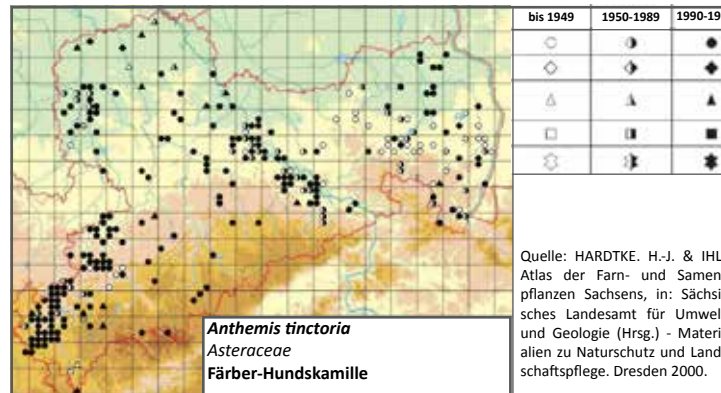 bis 1949 1950-1989 1990-19
Anthemis tinctoria
Asteraceae
Färber-Hundskamille
Quelle: HARDTKE. H.-J. & IHL
Atlas der Farn- und Samen
pflanzen Sachsens, in: Sächsi
sches Landesamt für Umwel
und Geologie (Hrsg.) - Materi
alien zu Naturschutz und Land
schaftspflege. Dresden 2000.